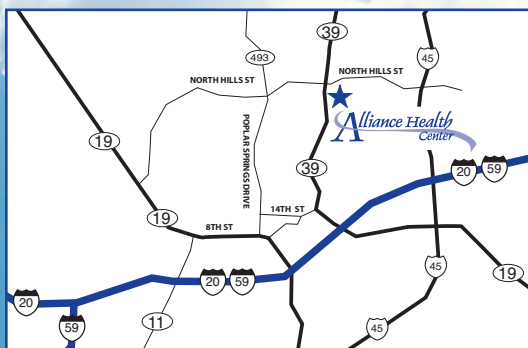 39
45
493
NORTH HILLS ST
NORTH HILLS ST
Alliance Health
Center
POPLAR SPRINGS DRIVE
19
39
20
59
14TH ST
19
8TH ST
45
19
20
59
20
59
11
45